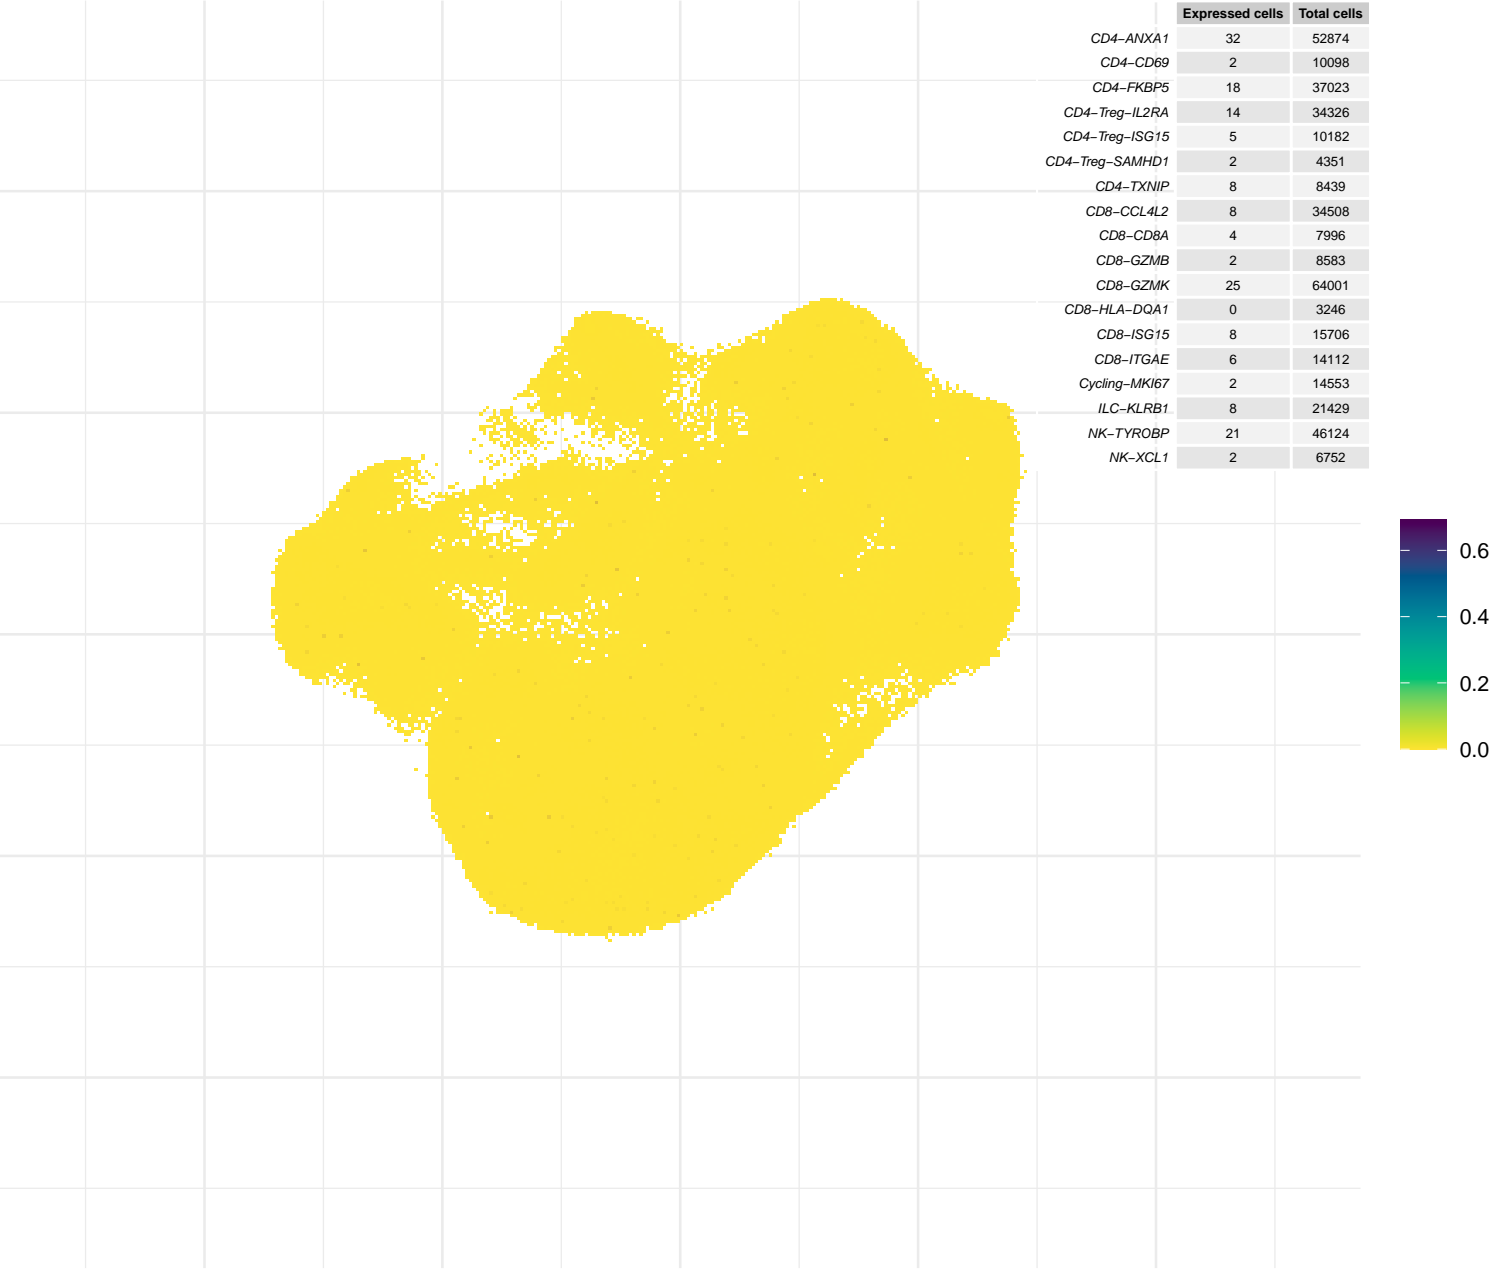 Expressed cells Total cells
CD4−ANXA1 32 52874
CD4−CD69 2 10098
CD4−FKBP5 18 37023
CD4−Treg−IL2RA 14 34326
CD4−Treg−ISG15 5 10182
CD4−Treg−SAMHD1 2 4351
CD4−TXNIP 8 8439
CD8−CCL4L2 8 34508
CD8−CD8A 4 7996
CD8−GZMB 2 8583
CD8−GZMK 25 64001
CD8−HLA−DQA1 0 3246
CD8−ISG15 8 15706
CD8−ITGAE 6 14112
Cycling−MKI67 2 14553
ILC−KLRB1 8 21429
NK−TYROBP 21 46124
NK−XCL1 2 6752
0.6
0.4
0.2
0.0